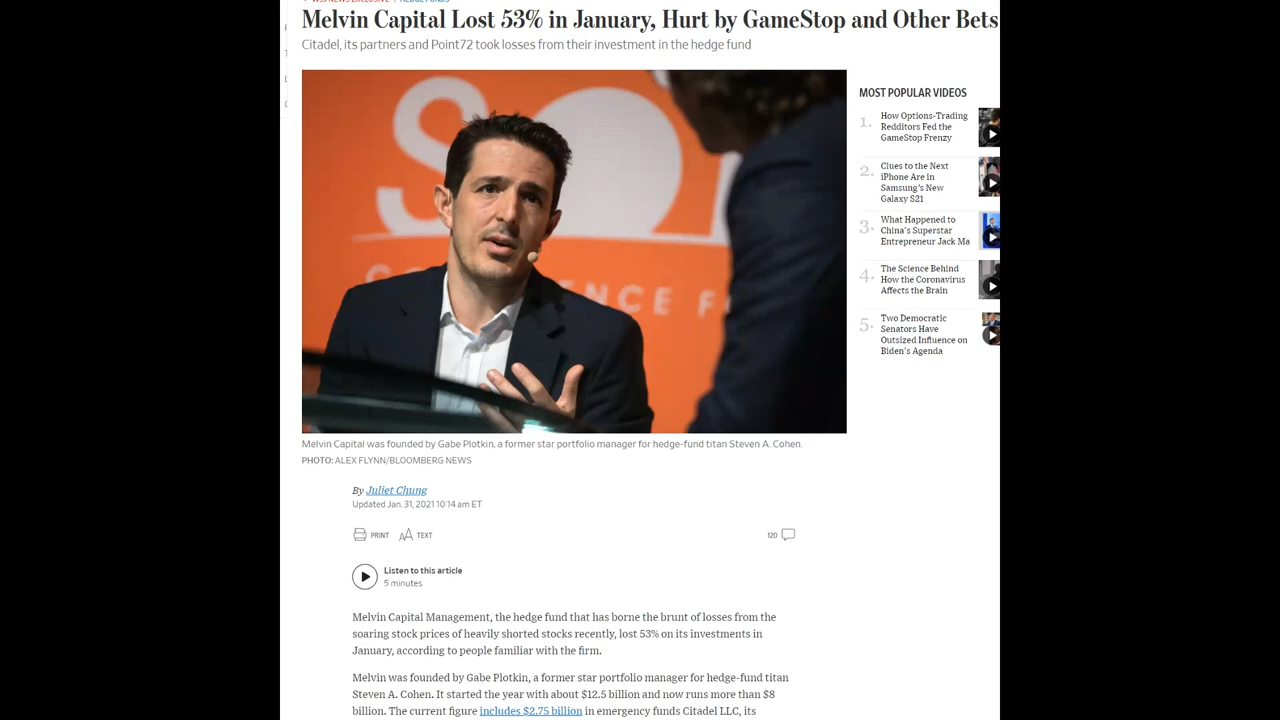 WSJ NEWS EXCLUSIVE | HEDGE FUNDS
Melvin Capital Lost 53% in January, Hurt by GameStop and Other Bets
Citadel, its partners and Point72 took losses from their investment in the hedge fund
MOST POPULAR VIDEOS
1. How Options-Trading
Redditors Fed the
GameStop Frenzy
2. Clues to the Next
iPhone Are in
Samsung's New
Galaxy S21
3. What Happened to
China's Superstar
Entrepreneur Jack Ma
4. The Science Behind
How the Coronavirus
Affects the Brain
5. Two Democratic
Senators Have
Outsized Influence on
Biden's Agenda
Melvin Capital was founded by Gabe Plotkin, a former star portfolio manager for hedge-fund titan Steven A. Cohen.
PHOTO: ALEX FLYNN/BLOOMBERG NEWS
By Juliet Chung
Updated Jan. 31, 2021 10:14 am ET
PRINT TEXT 120
Listen to this article
5 minutes
Melvin Capital Management, the hedge fund that has borne the brunt of losses from the
soaring stock prices of heavily shorted stocks recently, lost 53% on its investments in
January, according to people familiar with the firm.
Melvin was founded by Gabe Plotkin, a former star portfolio manager for hedge-fund titan
Steven A. Cohen. It started the year with about $12.5 billion and now runs more than $8
billion. The current figure includes $2.75 billion in emergency funds Citadel LLC, its